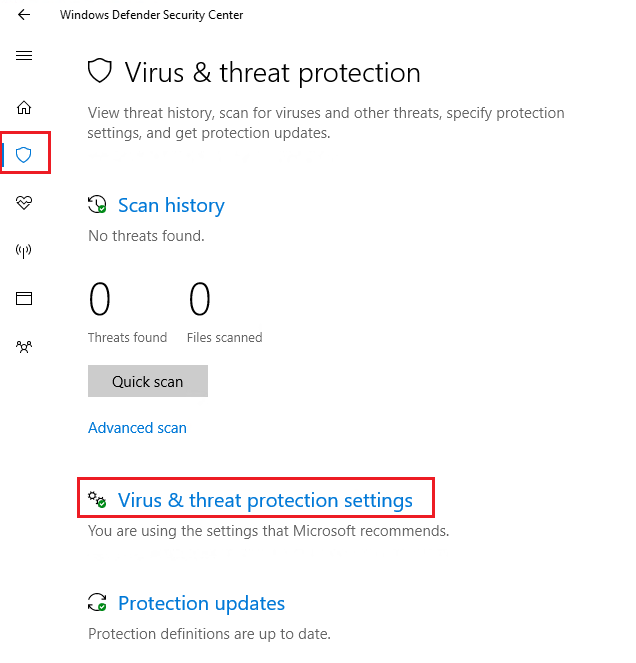 Windows Defender Security Center
Virus & threat protection
View threat history, scan for viruses and other threats, specify protection
settings, and get protection updates.
Scan history
No threats found.
0 0
Threats found Files scanned
Quick scan
Advanced scan
Virus & threat protection settings
You are using the settings that Microsoft recommends.
Protection updates
Protection definitions are up to date.